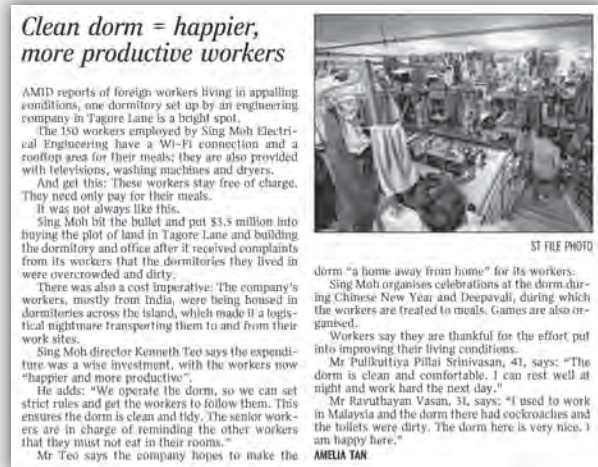 Clean dorm = happier,
more productive workers
AMID reports of foreign workers living in appalling
conditions, one dormitory set up by an engineering
company in Tagore Lane is a bright spot.
The 150 workers employed by Sing Moh Electri-
cal Engineering have a Wi-Fi connection and a
rooftop area for their meals; they are also provided
with televisions, washing machines and dryers.
And get this: These workers stay free of charge.
They need only pay for their meals.
It was not always like this.
Sing Moh bit the bullet and put $3.5 million into
buying the plot of land in Tagore Lane and building
the dormitory and office after it received complaints
from its workers that the dormitories they lived in
were overcrowded and dirty.
There was also a cost imperative: The company's
workers, mostly from India, were being housed in
dormitories across the island, which made it a logis-
tical nightmare transporting them to and from their
work sites.
Sing Moh director Kenneth Teo says the expendi-
ture was a wise investment, with the workers now
"happier and more productive".
He adds: "We operate the dorm, so we can set
strict rules and get the workers to follow them. This
ensures the dorm is clean and tidy. The senior work-
ers are in charge of reminding the other workers
that they must not eat in their rooms."
Mr Teo says the company hopes to make the
ST FILE PHOTO
dorm "a home away from home" for its workers.
Sing Moh organises celebrations at the dorm dur-
ing Chinese New Year and Deepavali, during which
the workers are treated to meals. Games are also or-
ganised.
Workers say they are thankful for the effort put
into improving their living conditions.
Mr Pulikuttiya Pillai Srinivasan, 41, says: "The
dorm is clean and comfortable. I can rest well at
night and work hard the next day."
Mr Ravuthayan Vasan, 31, says: "I used to work
in Malaysia and the dorm there had cockroaches and
the toilets were dirty. The dorm here is very nice. I
am happy here."
AMELIA TAN